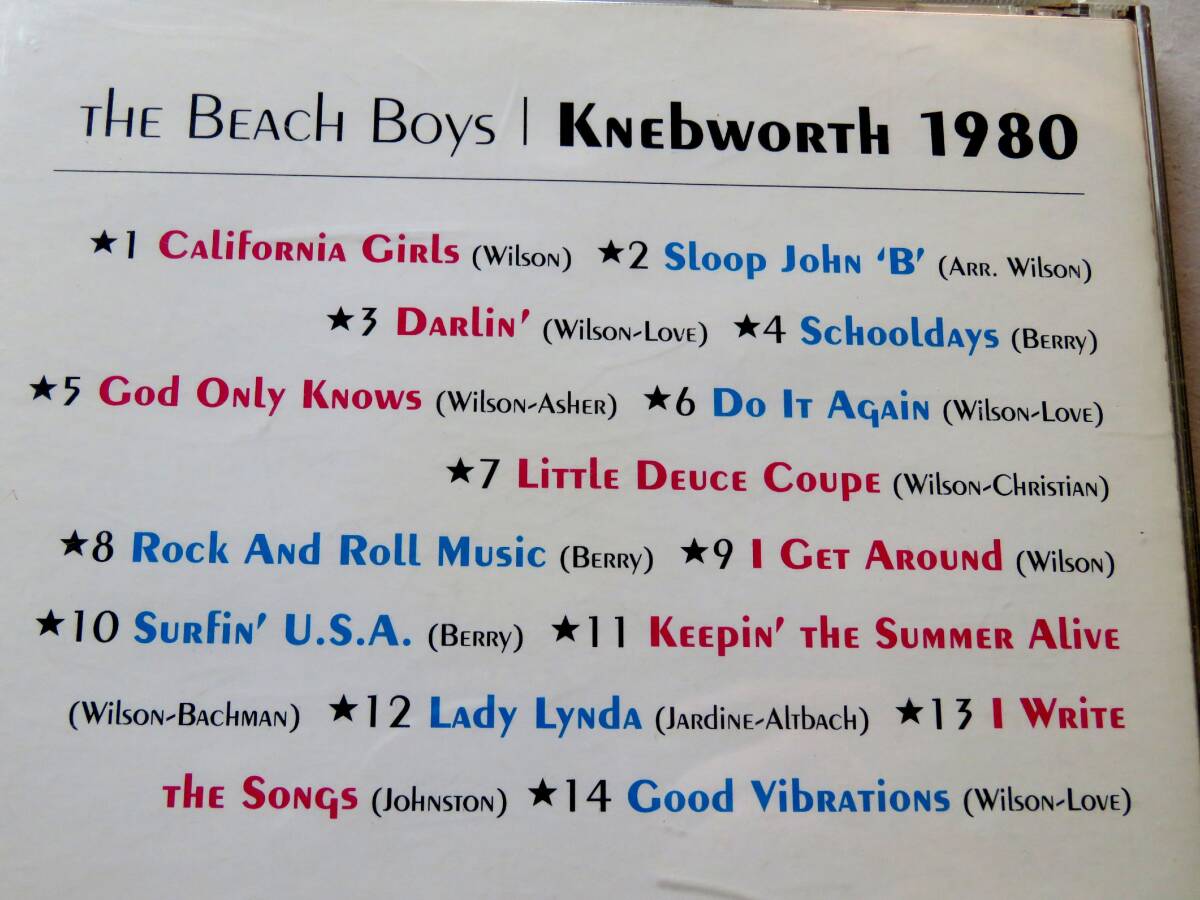 The Beach Boys | Knebworth 1980
★1 California Girls (Wilson) ★2 Sloop John 'B' (Arr. Wilson)
★3 Darlin' (Wilson-Love) ★4 Schooldays (Berry)
★5 God Only Knows (Wilson-Asher) ★6 Do It Again (Wilson-Love)
★7 Little Deuce Coupe (Wilson-Christian)
★8 Rock And Roll Music (Berry) ★9 I Get Around (Wilson)
★10 Surfin' U.S.A. (Berry) ★11 Keepin' the Summer Alive
(Wilson-Bachman) ★12 Lady Lynda (Jardine-Altbach) ★13 I Write
the Songs (Johnston) ★14 Good Vibrations (Wilson-Love)